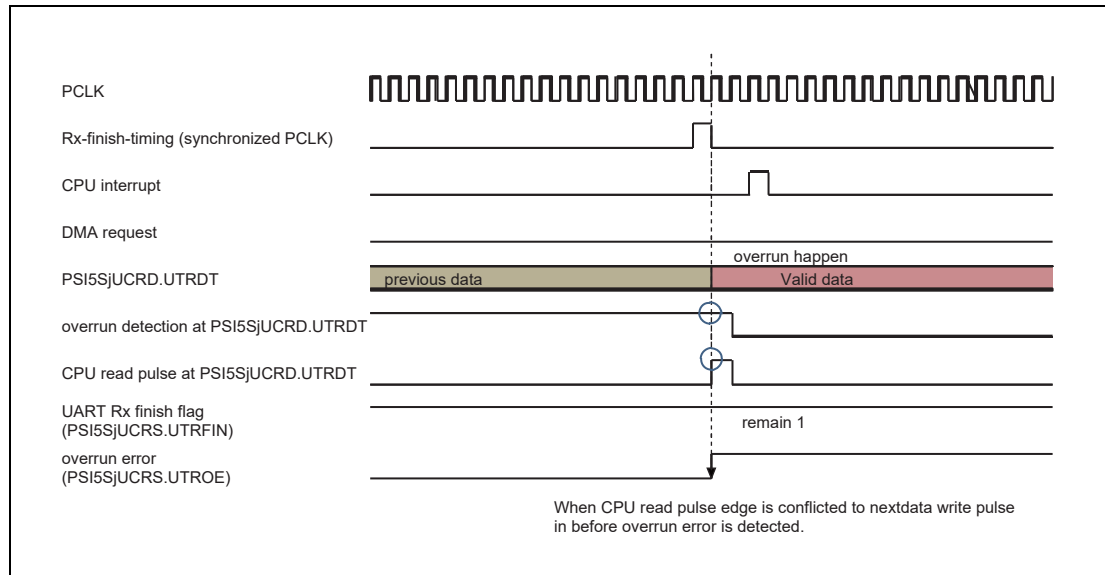 PCLK
Rx-finish-timing (synchronized PCLK)
CPU interrupt
DMA request
overrun happen
PSI5SjUCRD.UTRDT
previous data
Valid data
overrun detection at PSI5SjUCRD.UTRDT
CPU read pulse at PSI5SjUCRD.UTRDT
UART Rx finish flag
(PSI5SjUCRS.UTRFIN)
remain 1
overrun error
(PSI5SjUCRS.UTROE)
When CPU read pulse edge is conflicted to nextdata write pulse
in before overrun error is detected.